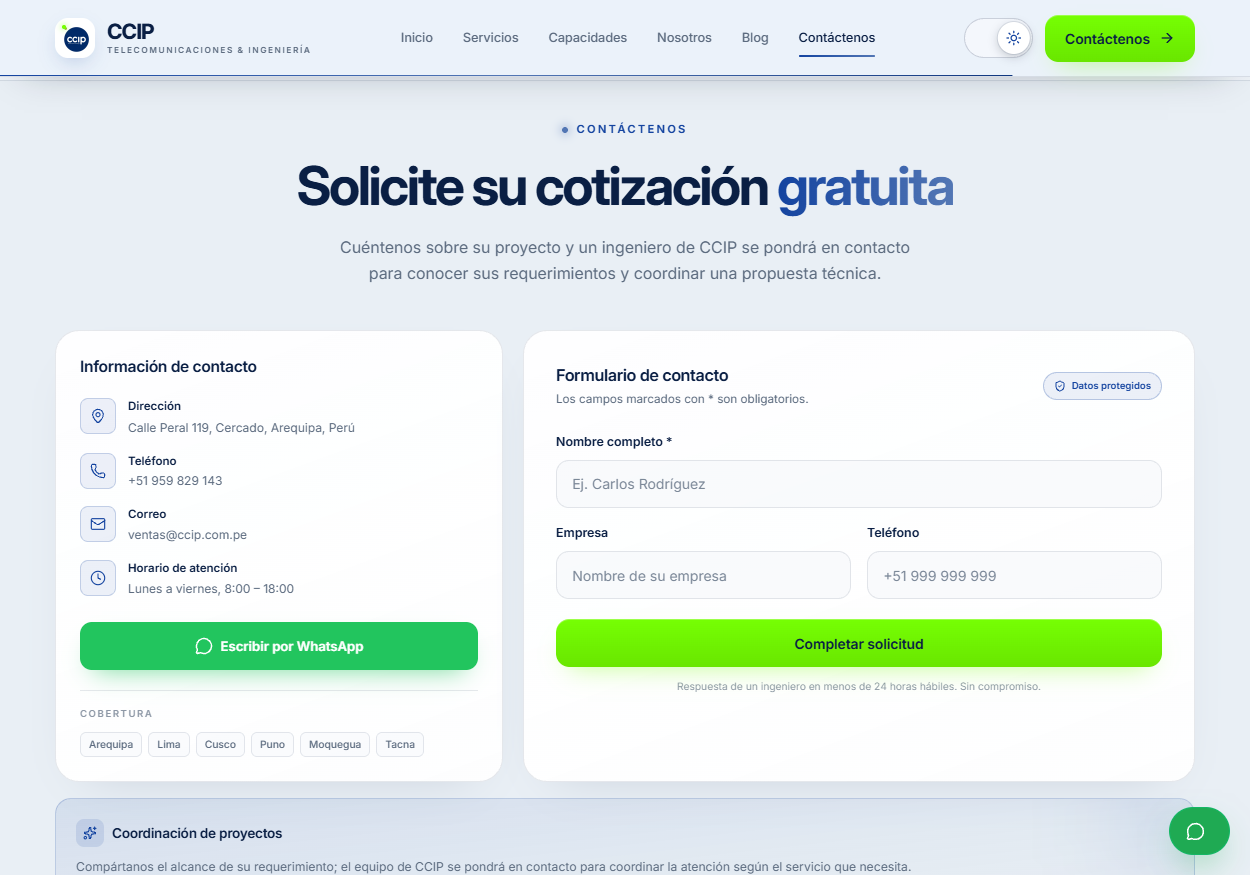 CCIP
CCIP
TELECOMUNICACIONES & INGENIERÍA
Inicio
Servicios
Capacidades
Nosotros
Blog
Contáctenos
Contáctenos
CONTÁCTENOS
Solicite su cotización gratuita
Cuéntenos sobre su proyecto y un ingeniero de CCIP se pondrá en contacto
para conocer sus requerimientos y coordinar una propuesta técnica.
Información de contacto
Dirección
Calle Peral 119, Cercado, Arequipa, Perú
Teléfono
+51 959 829 143
Correo
ventas@ccip.com.pe
Horario de atención
Lunes a viernes, 8:00 – 18:00
Escribir por WhatsApp
COBERTURA
Arequipa
Lima
Cusco
Puno
Moquegua
Tacna
Formulario de contacto
Los campos marcados con * son obligatorios.
Datos protegidos
Nombre completo *
Ej. Carlos Rodríguez
Empresa
Teléfono
Nombre de su empresa
+51 999 999 999
Completar solicitud
Respuesta de un ingeniero en menos de 24 horas hábiles. Sin compromiso.
Coordinación de proyectos
Compártanos el alcance de su requerimiento; el equipo de CCIP se pondrá en contacto para coordinar la atención según el servicio que necesita.